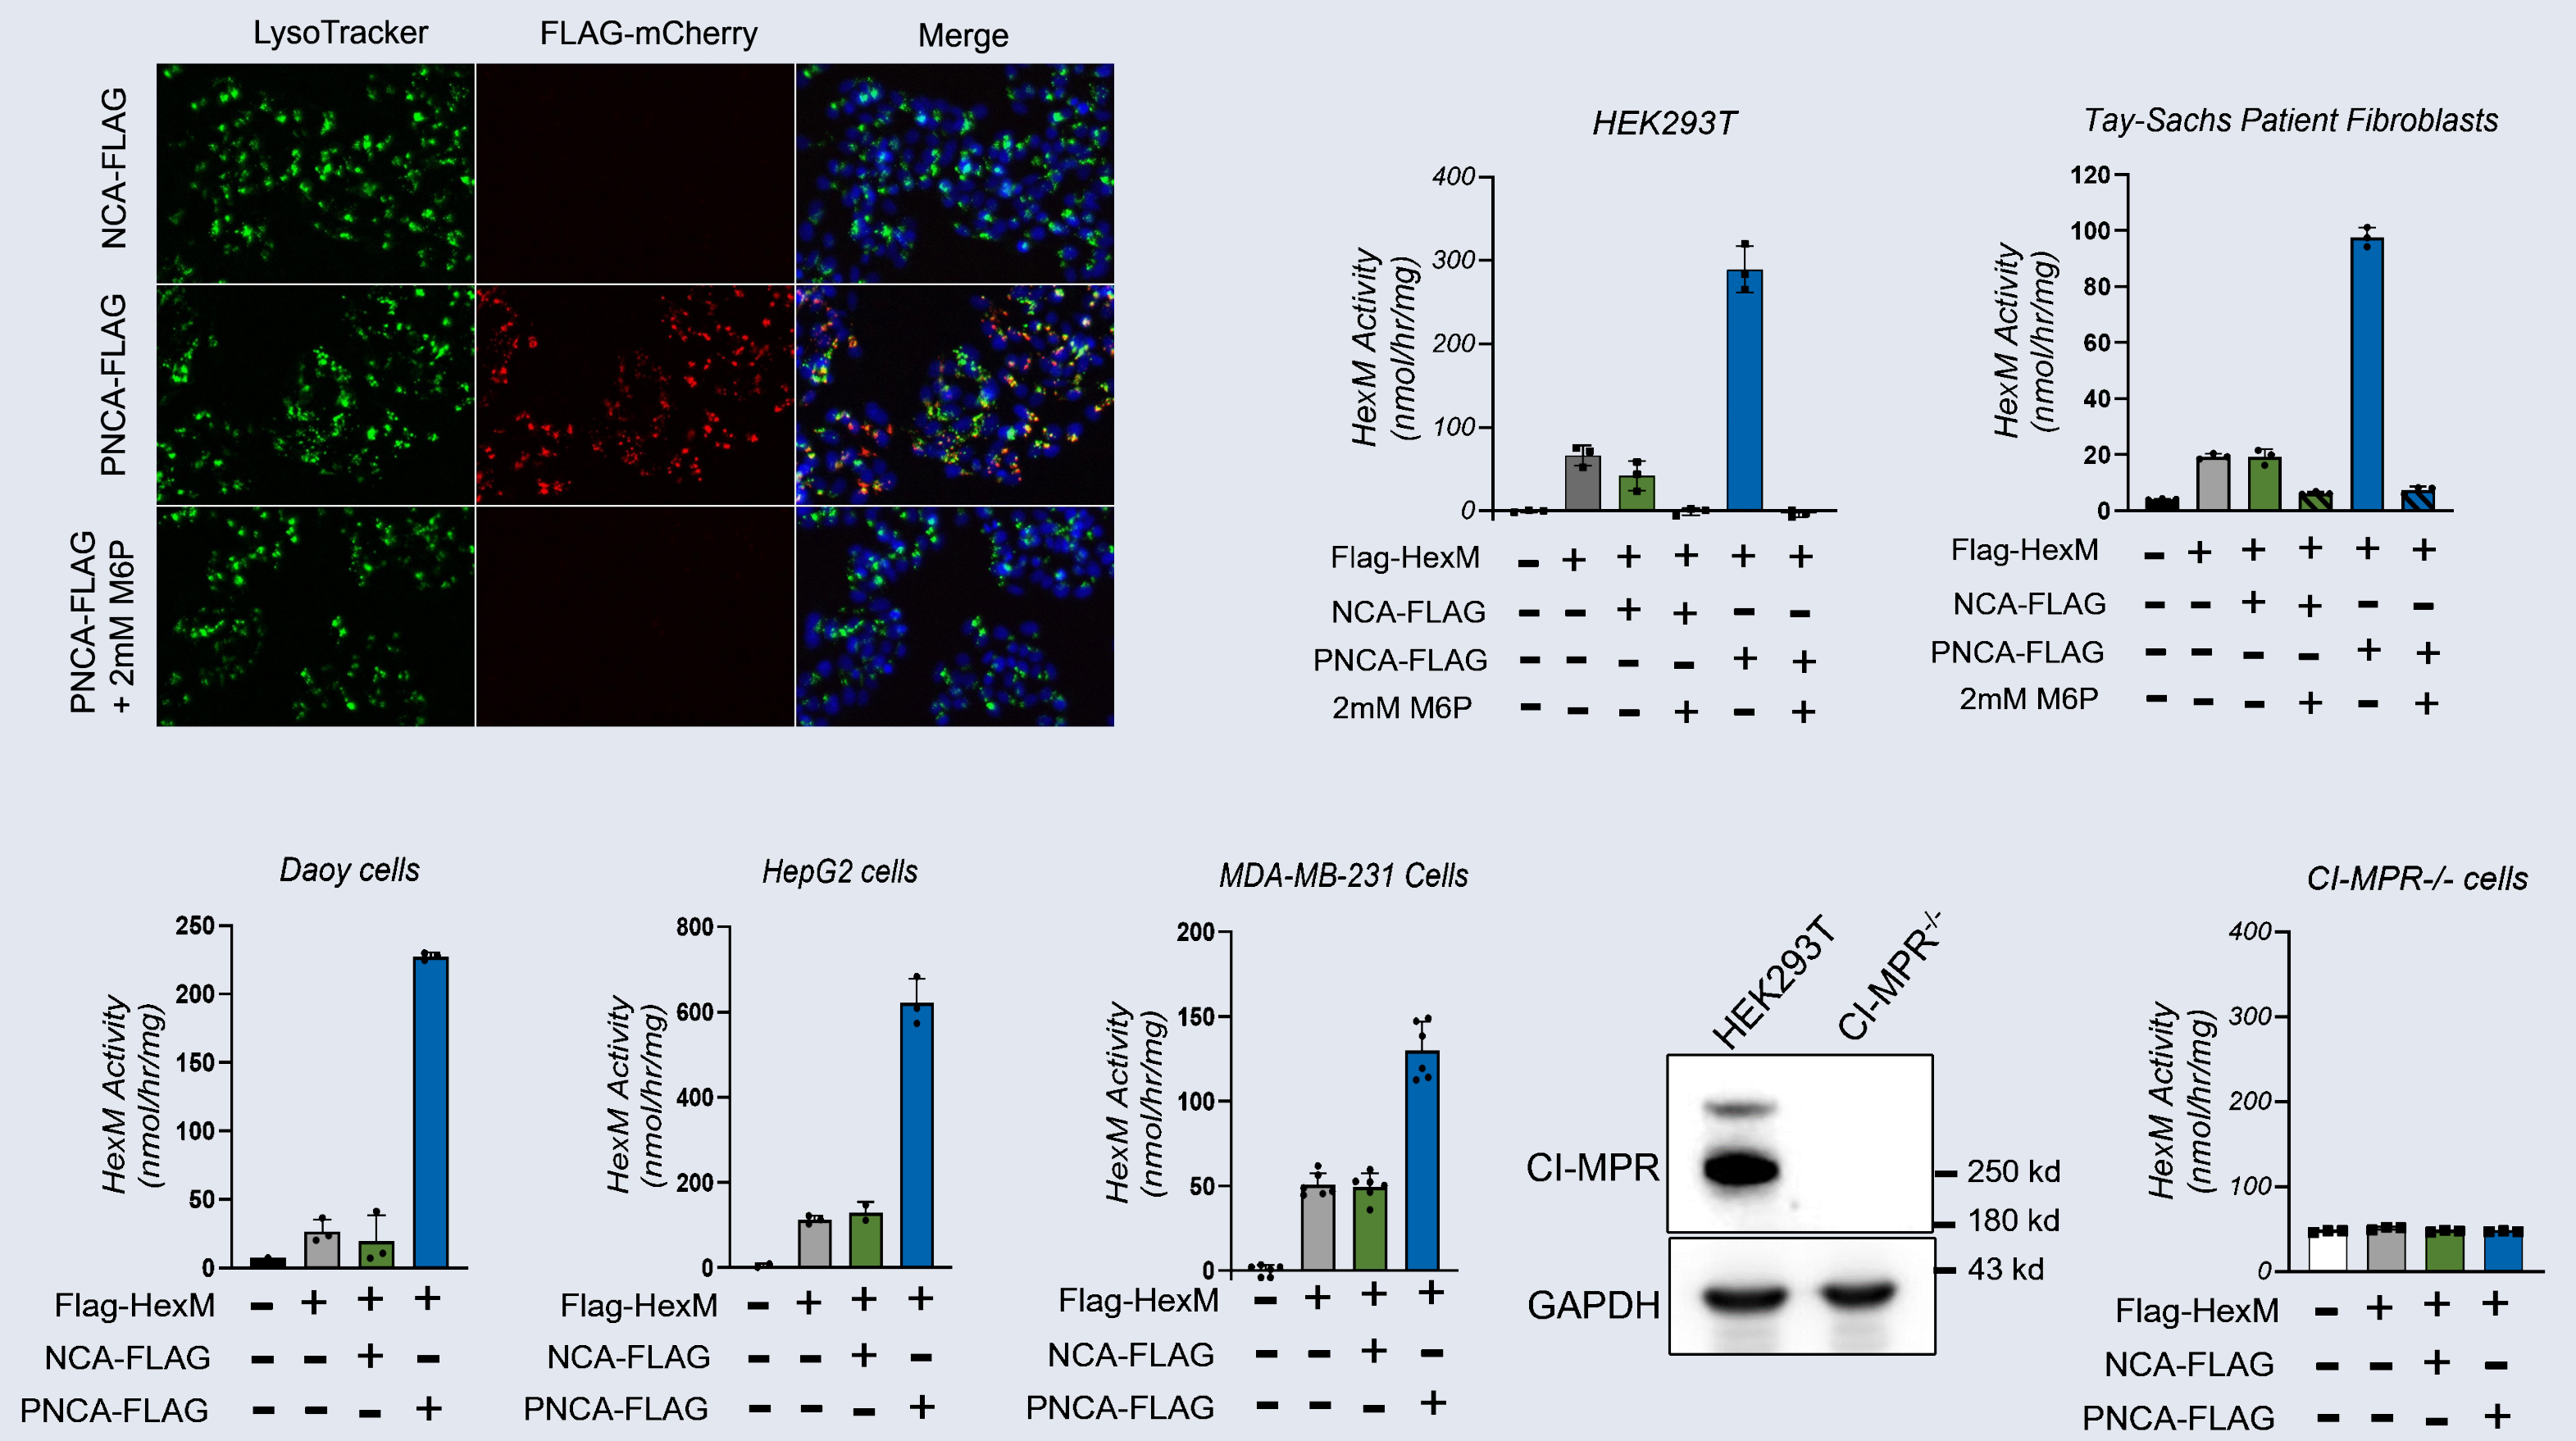 LysoTracker FLAG-mCherry Merge
NCA-FLAG
PNCA-FLAG
PNCA-FLAG
+ 2mM M6P
HEK293T
HexM Activity
(nmol/hr/mg)
400
300
200
100
0
Flag-HexM − + + + + +
NCA-FLAG − − + + − −
PNCA-FLAG − − − − + +
2mM M6P − − − + − +
Tay-Sachs Patient Fibroblasts
HexM Activity
(nmol/hr/mg)
120
100
80
60
40
20
0
Flag-HexM − + + + + +
NCA-FLAG − − + + − −
PNCA-FLAG − − − − + +
2mM M6P − − − + − +
Daoy cells
HexM Activity
(nmol/hr/mg)
250
200
150
100
50
0
Flag-HexM − + + +
NCA-FLAG − − + −
PNCA-FLAG − − − +
HepG2 cells
HexM Activity
(nmol/hr/mg)
800
600
400
200
0
Flag-HexM − + + +
NCA-FLAG − − + −
PNCA-FLAG − − − +
MDA-MB-231 Cells
HexM Activity
(nmol/hr/mg)
200
150
100
50
0
Flag-HexM − + + +
NCA-FLAG − − + −
PNCA-FLAG − − − +
HEK293T
CI-MPR-/-
CI-MPR
250 kd
180 kd
43 kd
GAPDH
CI-MPR-/- cells
HexM Activity
(nmol/hr/mg)
400
300
200
100
0
Flag-HexM − + + +
NCA-FLAG − − + −
PNCA-FLAG − − − +